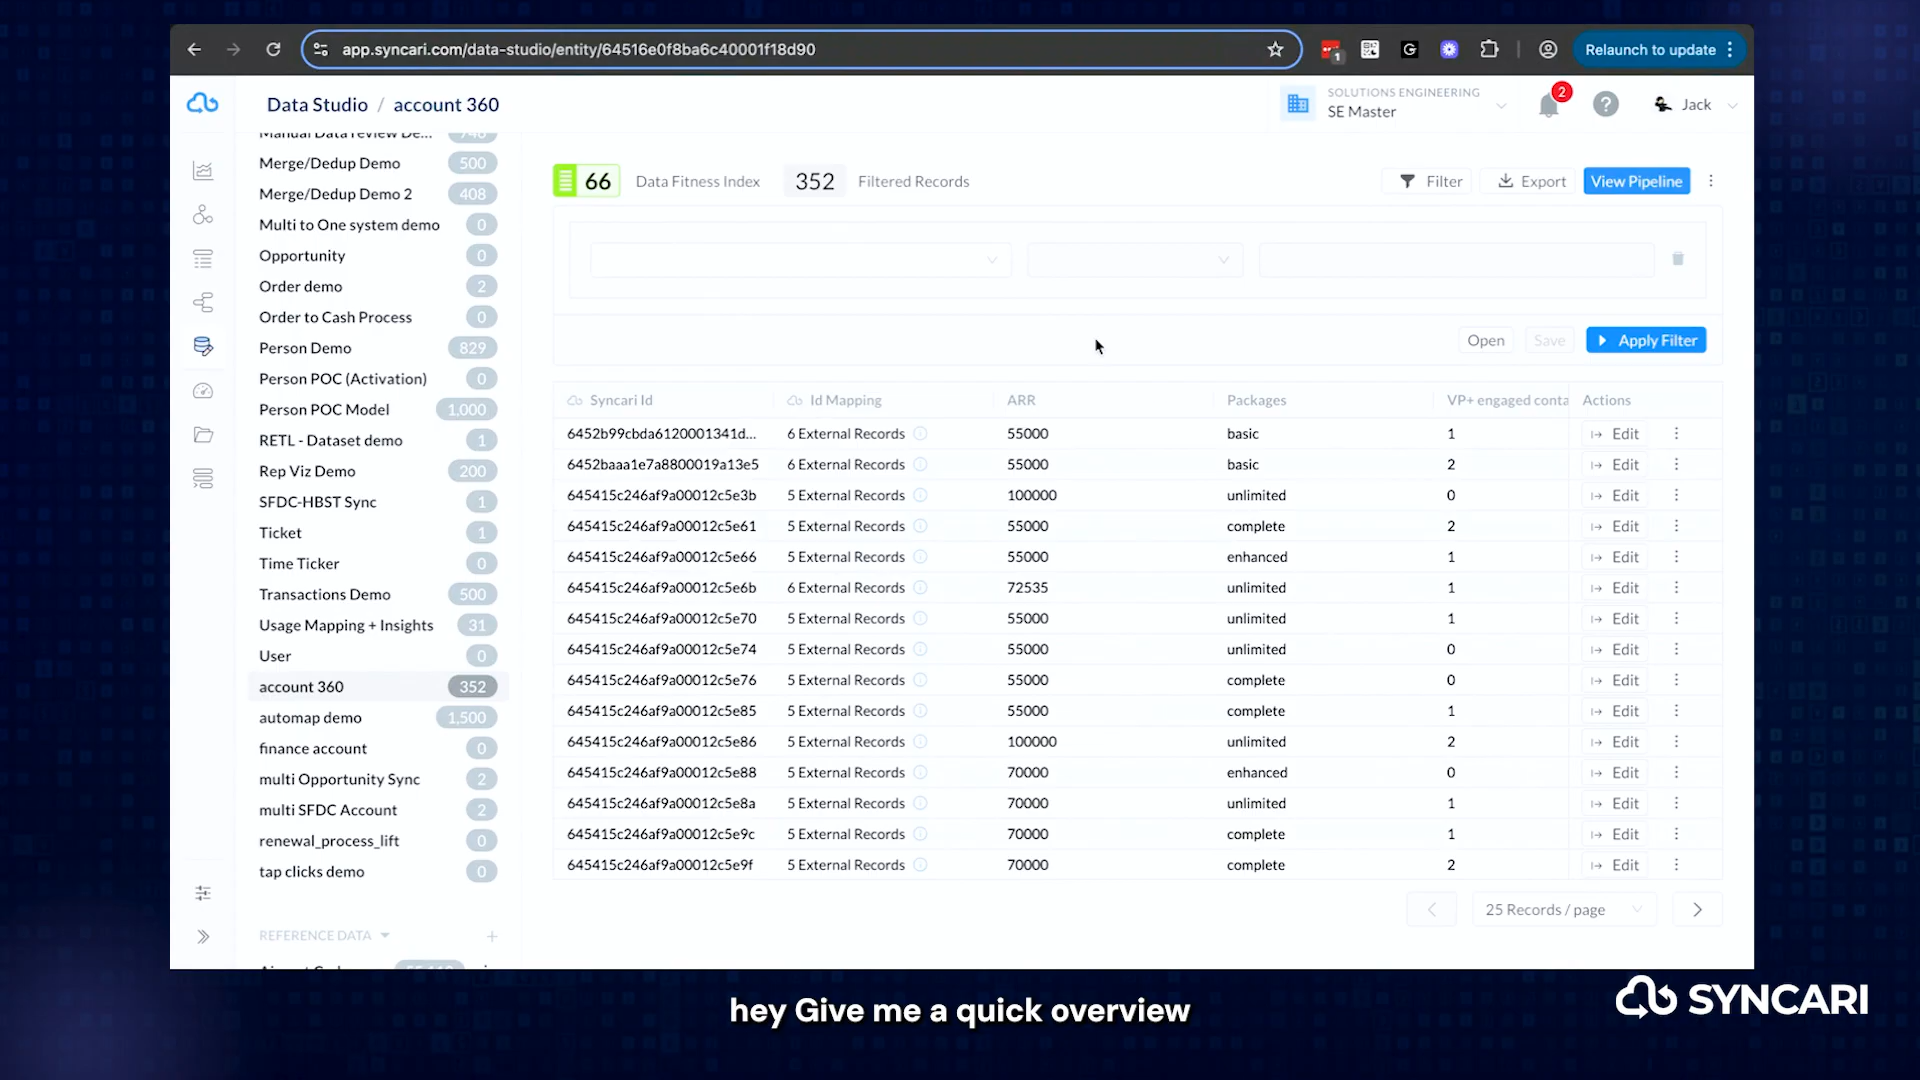 app.syncari.com/data-studio/entity/64516e0f8ba6c40001f18d90
1
Relaunch to update
Data Studio / account 360
SOLUTIONS ENGINEERING
SE Master
2
Jack
Manual Data review De... 748
Merge/Dedup Demo 500
Merge/Dedup Demo 2 408
Multi to One system demo 0
Opportunity 0
Order demo 2
Order to Cash Process 0
Person Demo 829
Person POC (Activation) 0
Person POC Model 1,000
RETL - Dataset demo 1
Rep Viz Demo 200
SFDC-HBST Sync 1
Ticket 1
Time Ticker 0
Transactions Demo 500
Usage Mapping + Insights 31
User 0
account 360 352
automap demo 1,500
finance account 0
multi Opportunity Sync 2
multi SFDC Account 2
renewal_process_lift 0
tap clicks demo 0
REFERENCE DATA +
66 Data Fitness Index 352 Filtered Records
Filter Export View Pipeline
Open Save Apply Filter
Syncari Id Id Mapping ARR Packages VP+ engaged conta Actions
6452b99cbda6120001341d... 6 External Records 55000 basic 1 Edit
6452baaa1e7a8800019a13e5 6 External Records 55000 basic 2 Edit
645415c246af9a00012c5e3b 5 External Records 100000 unlimited 0 Edit
645415c246af9a00012c5e61 5 External Records 55000 complete 2 Edit
645415c246af9a00012c5e66 5 External Records 55000 enhanced 1 Edit
645415c246af9a00012c5e6b 6 External Records 72535 unlimited 1 Edit
645415c246af9a00012c5e70 5 External Records 55000 unlimited 1 Edit
645415c246af9a00012c5e74 5 External Records 55000 unlimited 0 Edit
645415c246af9a00012c5e76 5 External Records 55000 complete 0 Edit
645415c246af9a00012c5e85 5 External Records 55000 complete 1 Edit
645415c246af9a00012c5e86 5 External Records 100000 unlimited 2 Edit
645415c246af9a00012c5e88 5 External Records 70000 enhanced 0 Edit
645415c246af9a00012c5e8a 5 External Records 70000 unlimited 1 Edit
645415c246af9a00012c5e9c 5 External Records 70000 complete 1 Edit
645415c246af9a00012c5e9f 5 External Records 70000 complete 2 Edit
25 Records / page
hey Give me a quick overview
SYNCARI